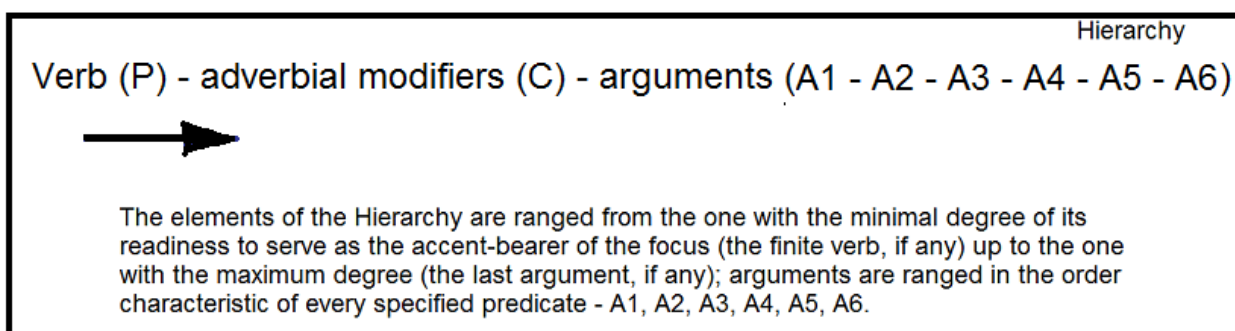 Hierarchy
Verb (P) - adverbial modifiers (C) - arguments (A1 - A2 - A3 - A4 - A5 - A6)
The elements of the Hierarchy are ranged from the one with the minimal degree of its
readiness to serve as the accent-bearer of the focus (the finite verb, if any) up to the one
with the maximum degree (the last argument, if any); arguments are ranged in the order
characteristic of every specified predicate - A1, A2, A3, A4, A5, A6.